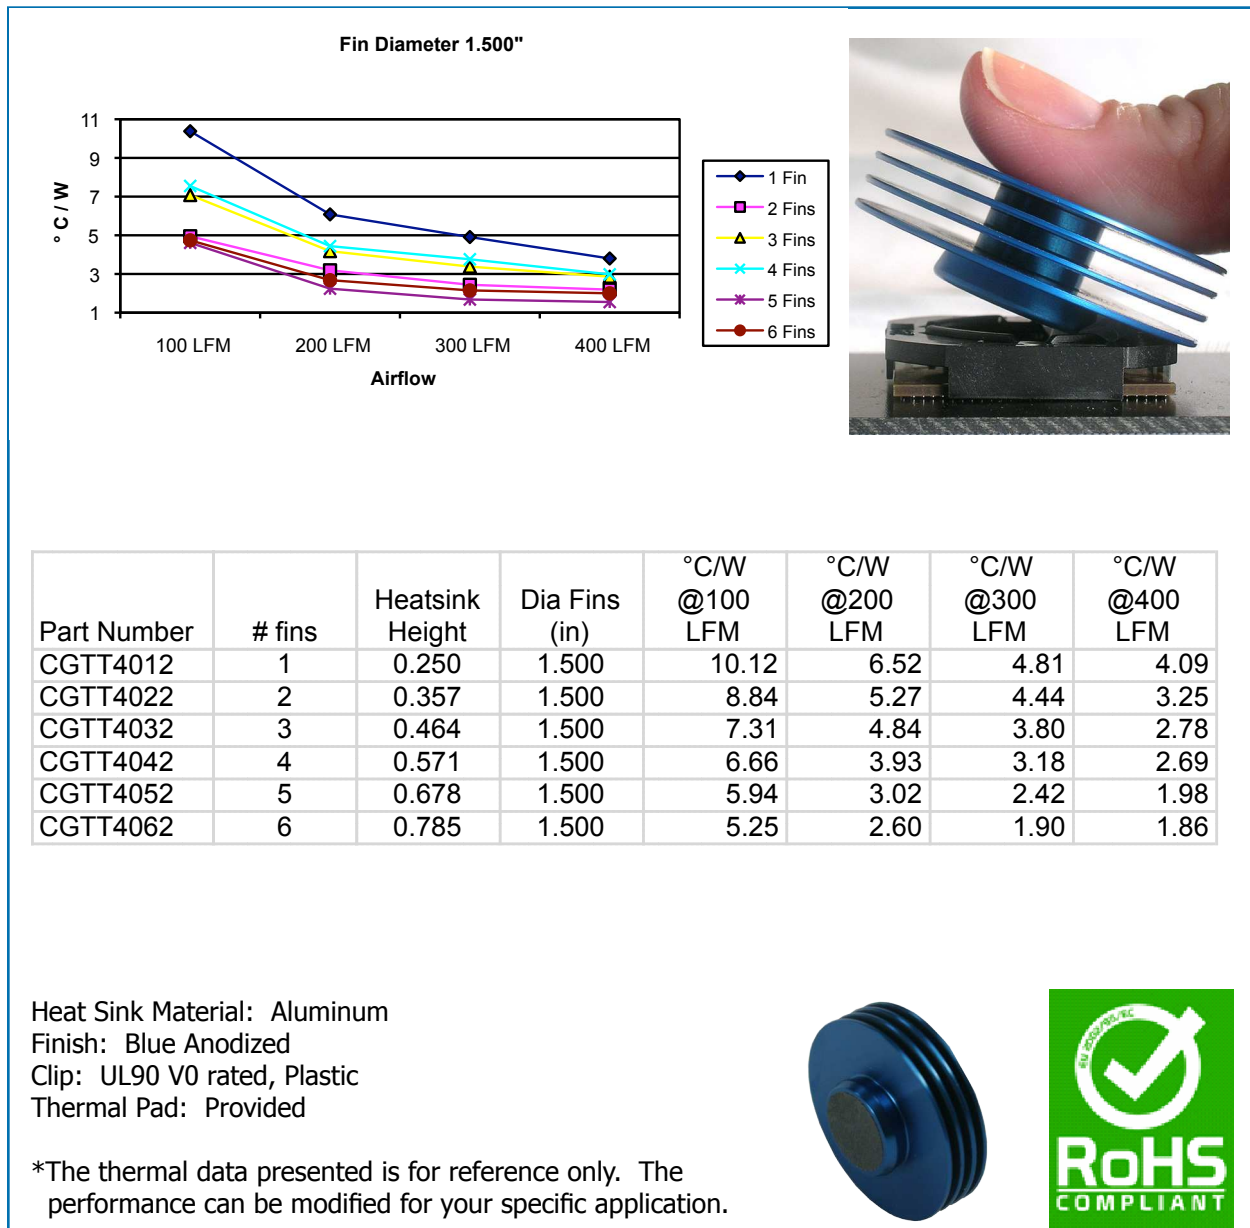 Fin Diameter 1.500"
11
9
7
5
3
1
° C / W
100 LFM 200 LFM 300 LFM 400 LFM
Airflow
1 Fin
2 Fins
3 Fins
4 Fins
5 Fins
6 Fins
Part Number # fins Heatsink Height Dia Fins (in) °C/W @100 LFM °C/W @200 LFM °C/W @300 LFM °C/W @400 LFM
CGTT4012 1 0.250 1.500 10.12 6.52 4.81 4.09
CGTT4022 2 0.357 1.500 8.84 5.27 4.44 3.25
CGTT4032 3 0.464 1.500 7.31 4.84 3.80 2.78
CGTT4042 4 0.571 1.500 6.66 3.93 3.18 2.69
CGTT4052 5 0.678 1.500 5.94 3.02 2.42 1.98
CGTT4062 6 0.785 1.500 5.25 2.60 1.90 1.86
Heat Sink Material: Aluminum
Finish: Blue Anodized
Clip: UL90 V0 rated, Plastic
Thermal Pad: Provided
*The thermal data presented is for reference only. The
performance can be modified for your specific application.
EU 2002/95/EC
RoHS
COMPLIANT